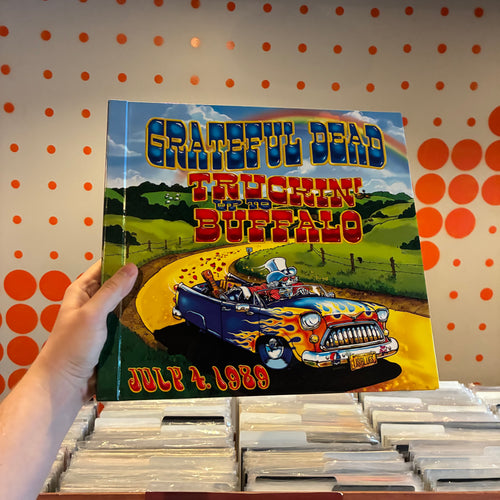 GRATEFUL DEAD
TRUCKIN'
UP TO
BUFFALO
JULY 4, 1989